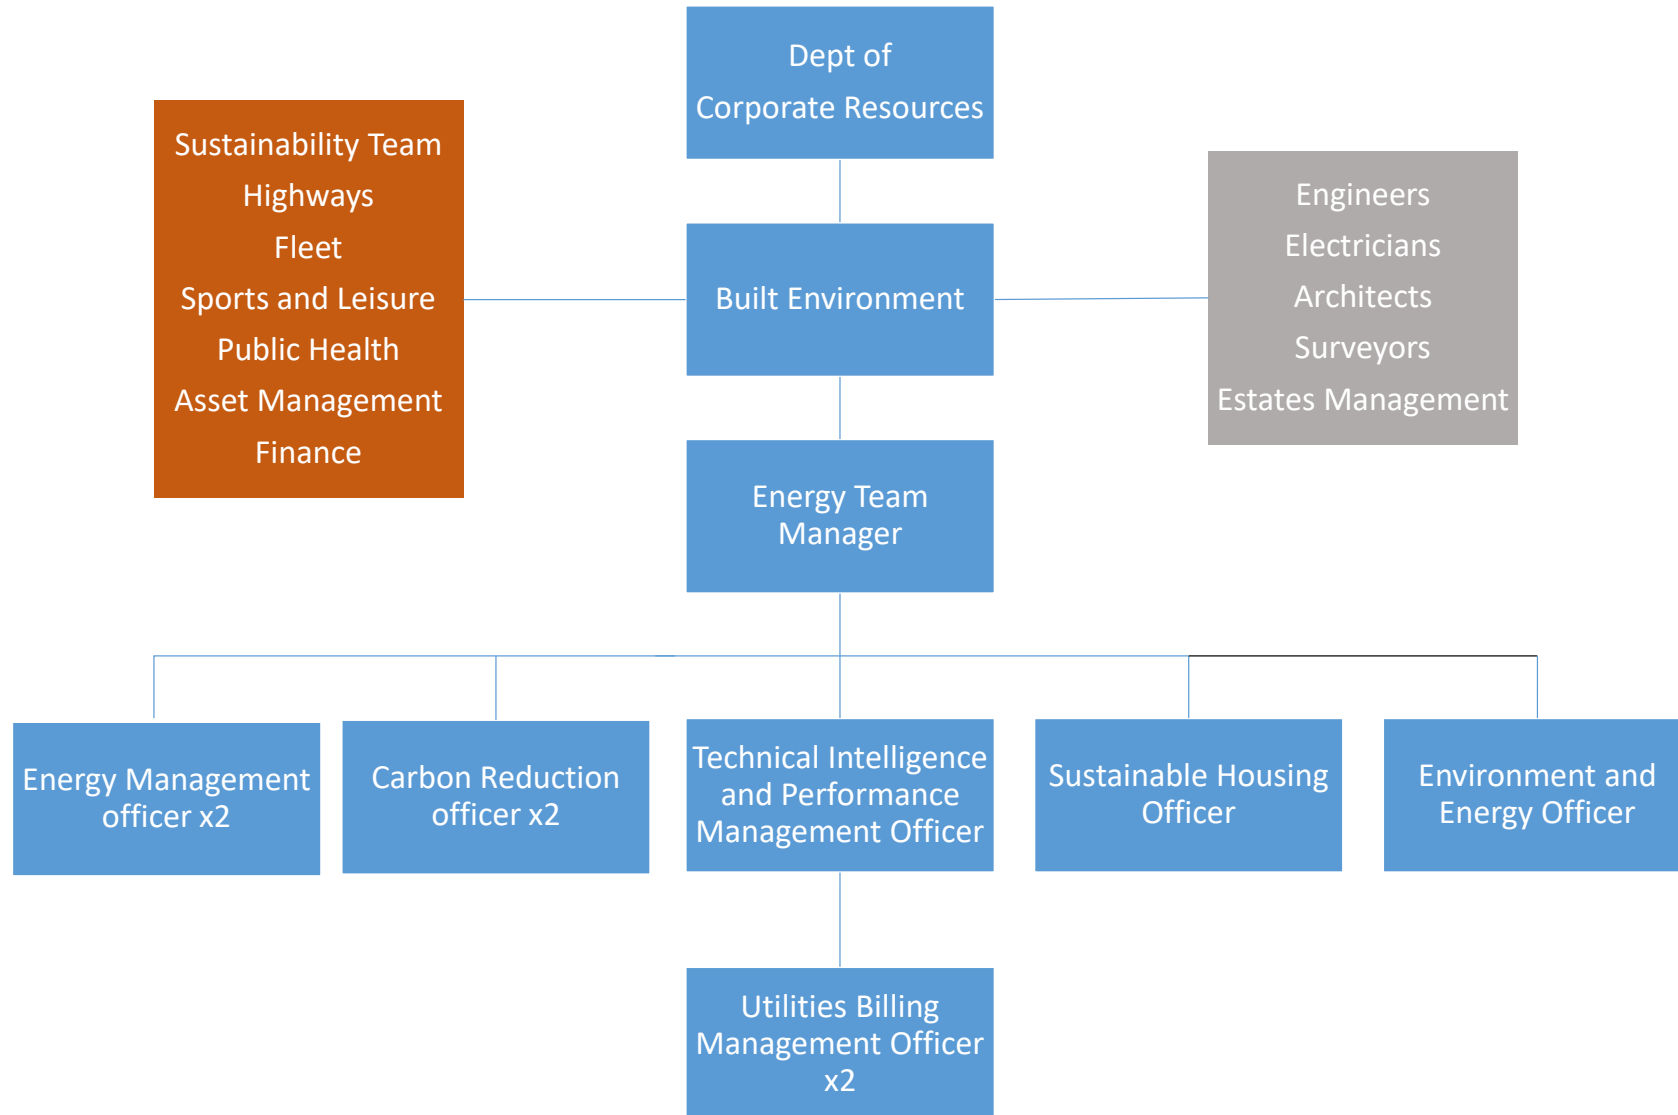 Dept of
Corporate Resources
Sustainability Team
Highways
Fleet
Sports and Leisure
Public Health
Asset Management
Finance
Built Environment
Engineers
Electricians
Architects
Surveyors
Estates Management
Energy Team
Manager
Energy Management
officer x2
Carbon Reduction
officer x2
Technical Intelligence
and Performance
Management Officer
Sustainable Housing
Officer
Environment and
Energy Officer
Utilities Billing
Management Officer
x2